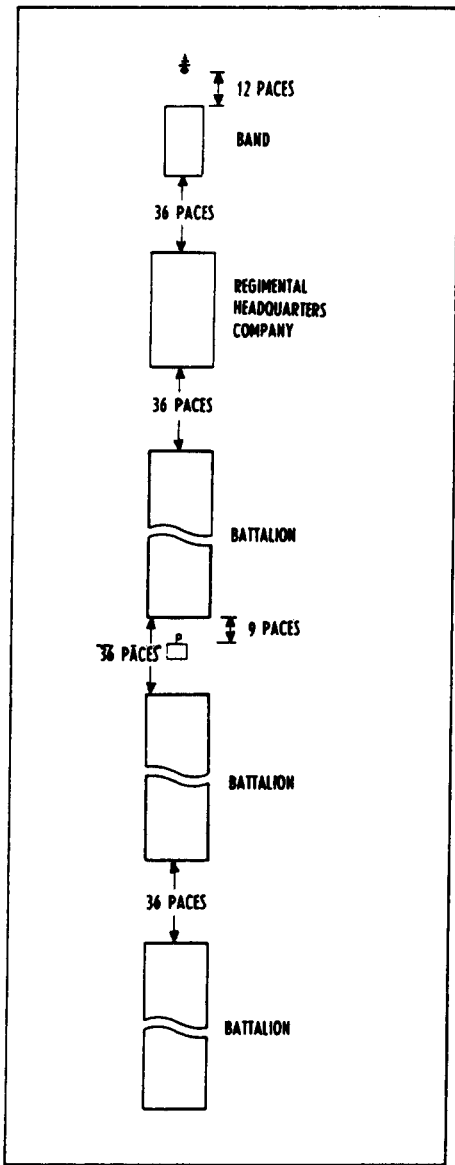 12 PACES
BAND
36 PACES
REGIMENTAL
HEADQUARTERS
COMPANY
36 PACES
BATTALION
9 PACES
P
36 PACES
BATTALION
36 PACES
BATTALION